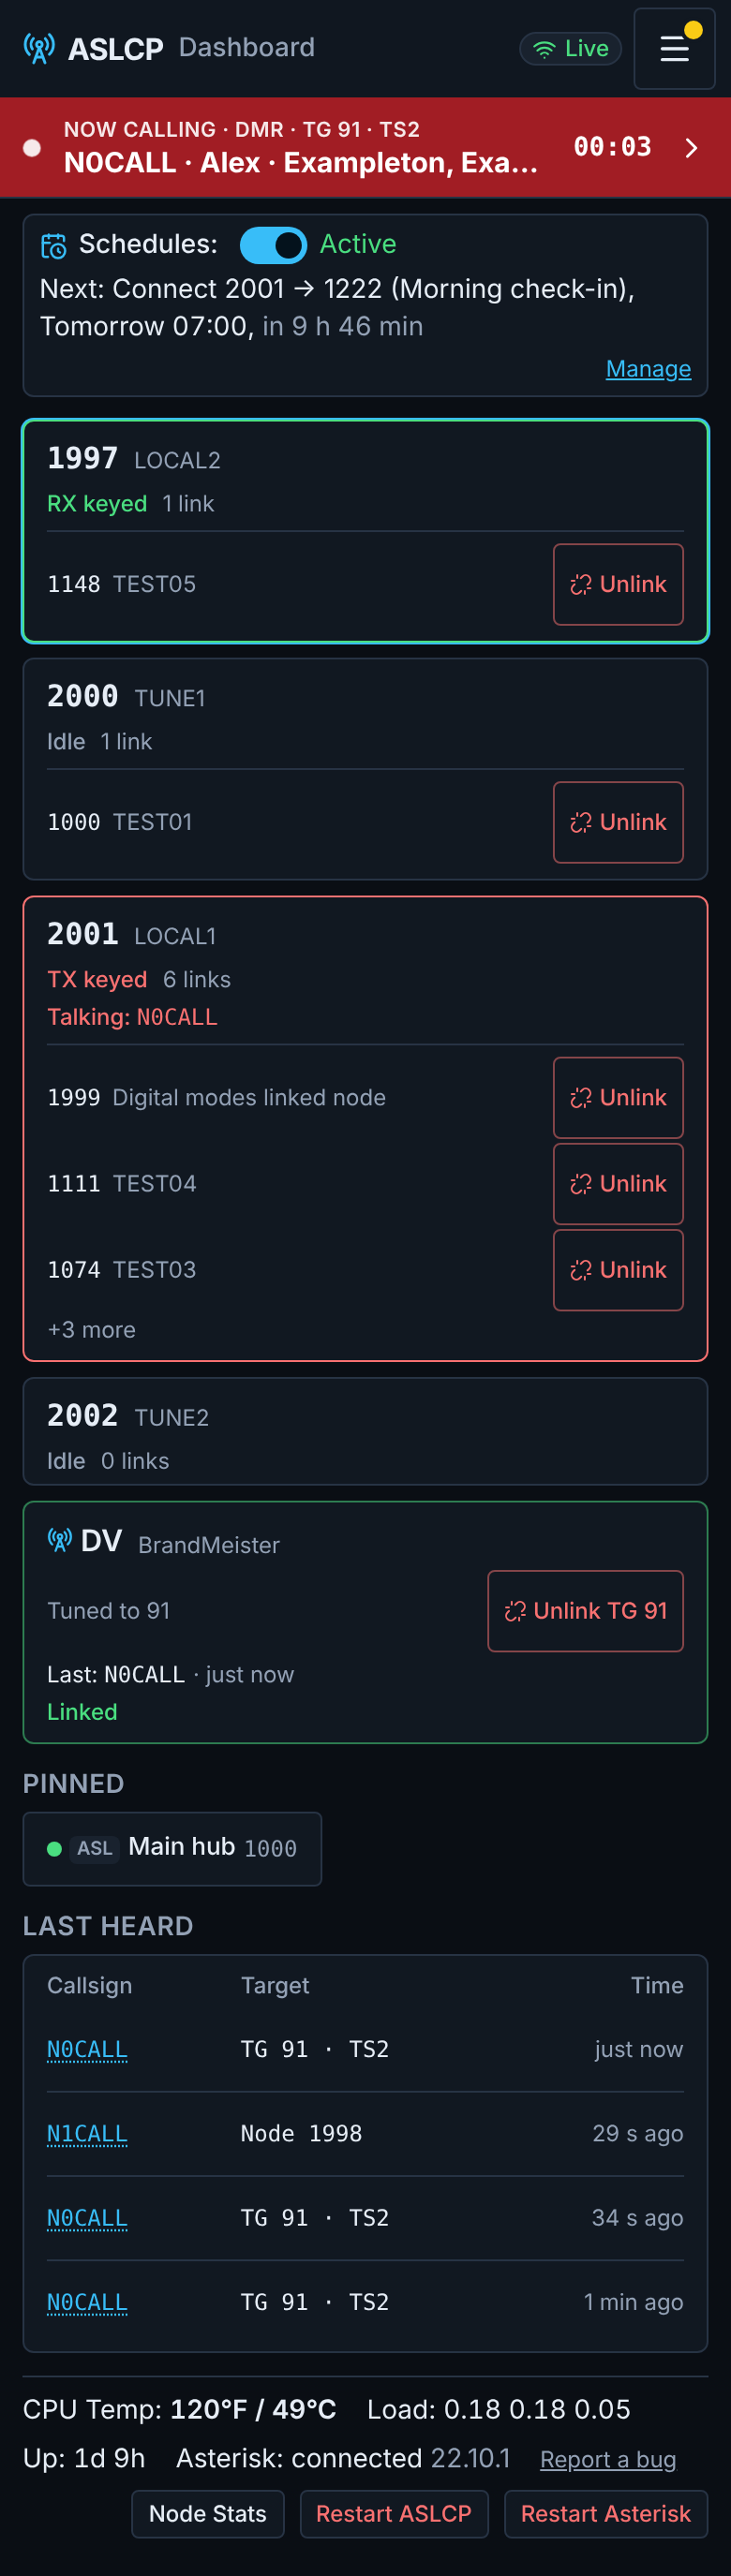 ASLCP Dashboard Live
NOW CALLING · DMR · TG 91 · TS2
N0CALL · Alex · Exampleton, Exa... 00:03
Schedules: Active
Next: Connect 2001 → 1222 (Morning check-in),
Tomorrow 07:00, in 9 h 46 min
Manage
1997 LOCAL2
RX keyed 1 link
1148 TEST05 Unlink
2000 TUNE1
Idle 1 link
1000 TEST01 Unlink
2001 LOCAL1
TX keyed 6 links
Talking: N0CALL
1999 Digital modes linked node Unlink
1111 TEST04 Unlink
1074 TEST03 Unlink
+3 more
2002 TUNE2
Idle 0 links
DV BrandMeister
Tuned to 91 Unlink TG 91
Last: N0CALL · just now
Linked
PINNED
ASL Main hub 1000
LAST HEARD
Callsign Target Time
N0CALL TG 91 · TS2 just now
N1CALL Node 1998 29 s ago
N0CALL TG 91 · TS2 34 s ago
N0CALL TG 91 · TS2 1 min ago
CPU Temp: 120°F / 49°C Load: 0.18 0.18 0.05
Up: 1d 9h Asterisk: connected 22.10.1 Report a bug
Node Stats Restart ASLCP Restart Asterisk